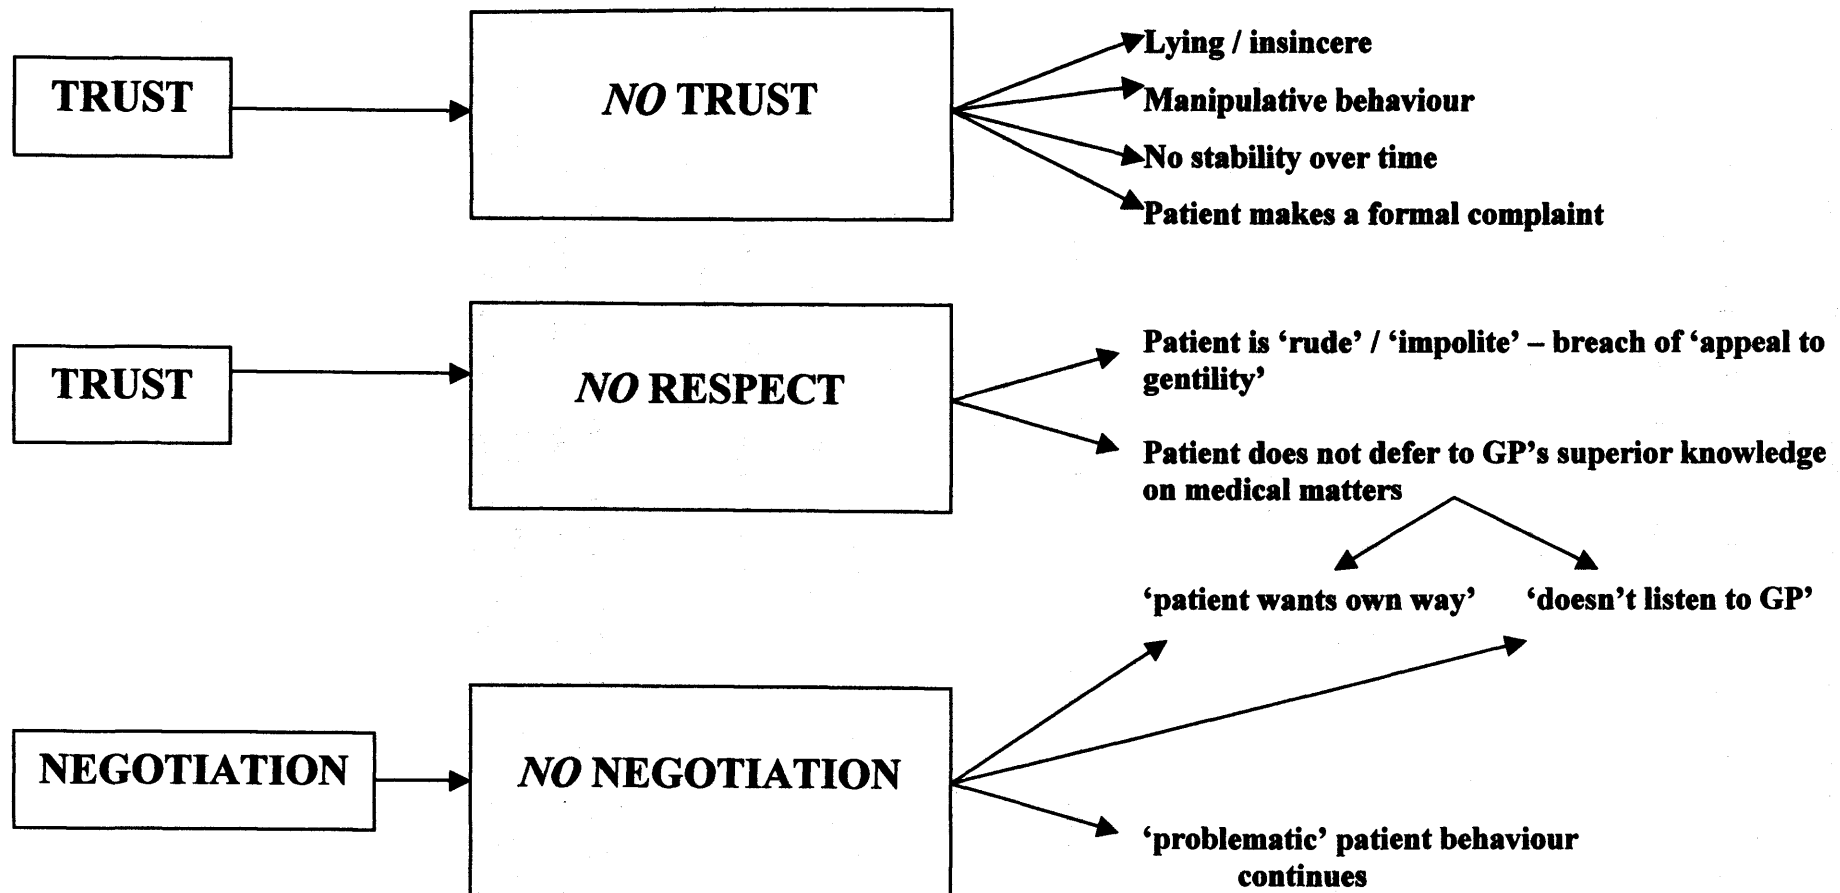 TRUST
NO TRUST
Lying / insincere
Manipulative behaviour
No stability over time
Patient makes a formal complaint
TRUST
NO RESPECT
Patient is ‘rude’ / ‘impolite’ – breach of ‘appeal to
gentility’
Patient does not defer to GP’s superior knowledge
on medical matters
‘patient wants own way’
‘doesn’t listen to GP’
NEGOTIATION
NO NEGOTIATION
‘problematic’ patient behaviour
continues